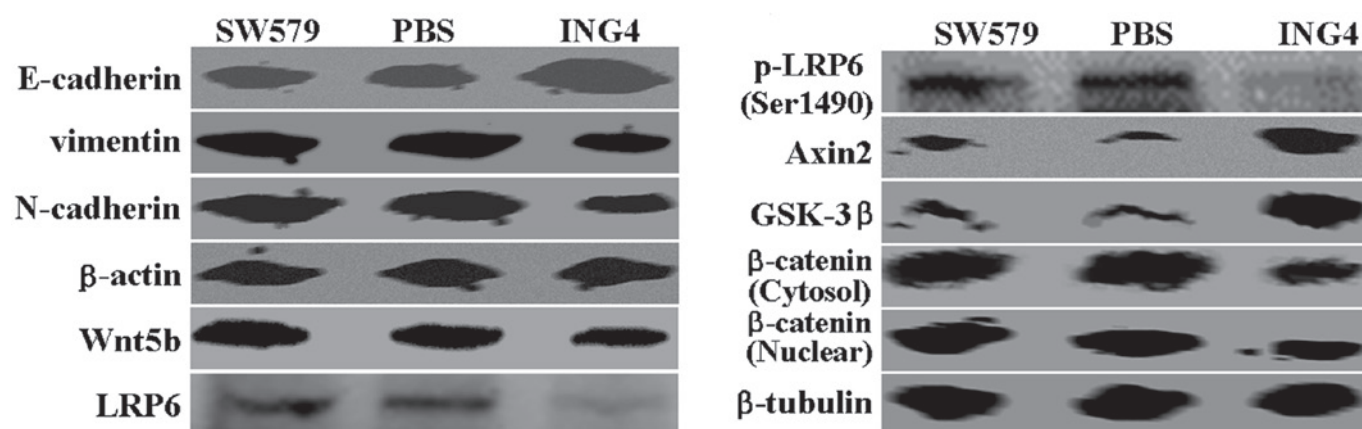 SW579 PBS ING4
E-cadherin
vimentin
N-cadherin
β-actin
Wnt5b
LRP6
SW579 PBS ING4
p-LRP6
(Ser1490)
Axin2
GSK-3β
β-catenin
(Cytosol)
β-catenin
(Nuclear)
β-tubulin